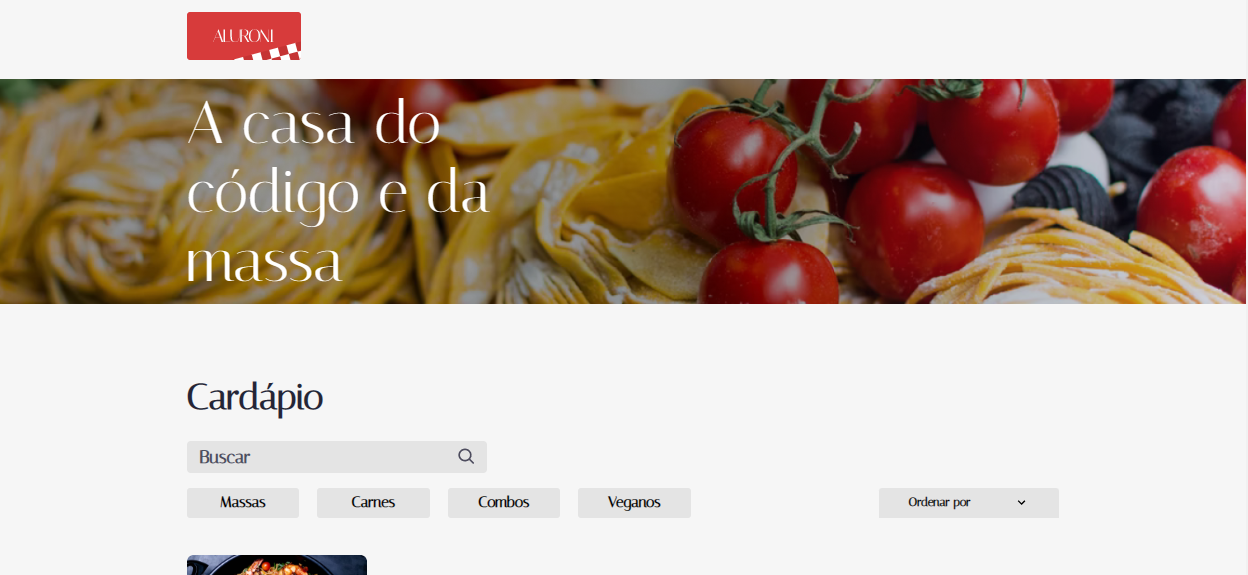 ALURONI
A casa do
código e da
massa
Cardápio
Buscar
Massas
Carnes
Combos
Veganos
Ordenar por